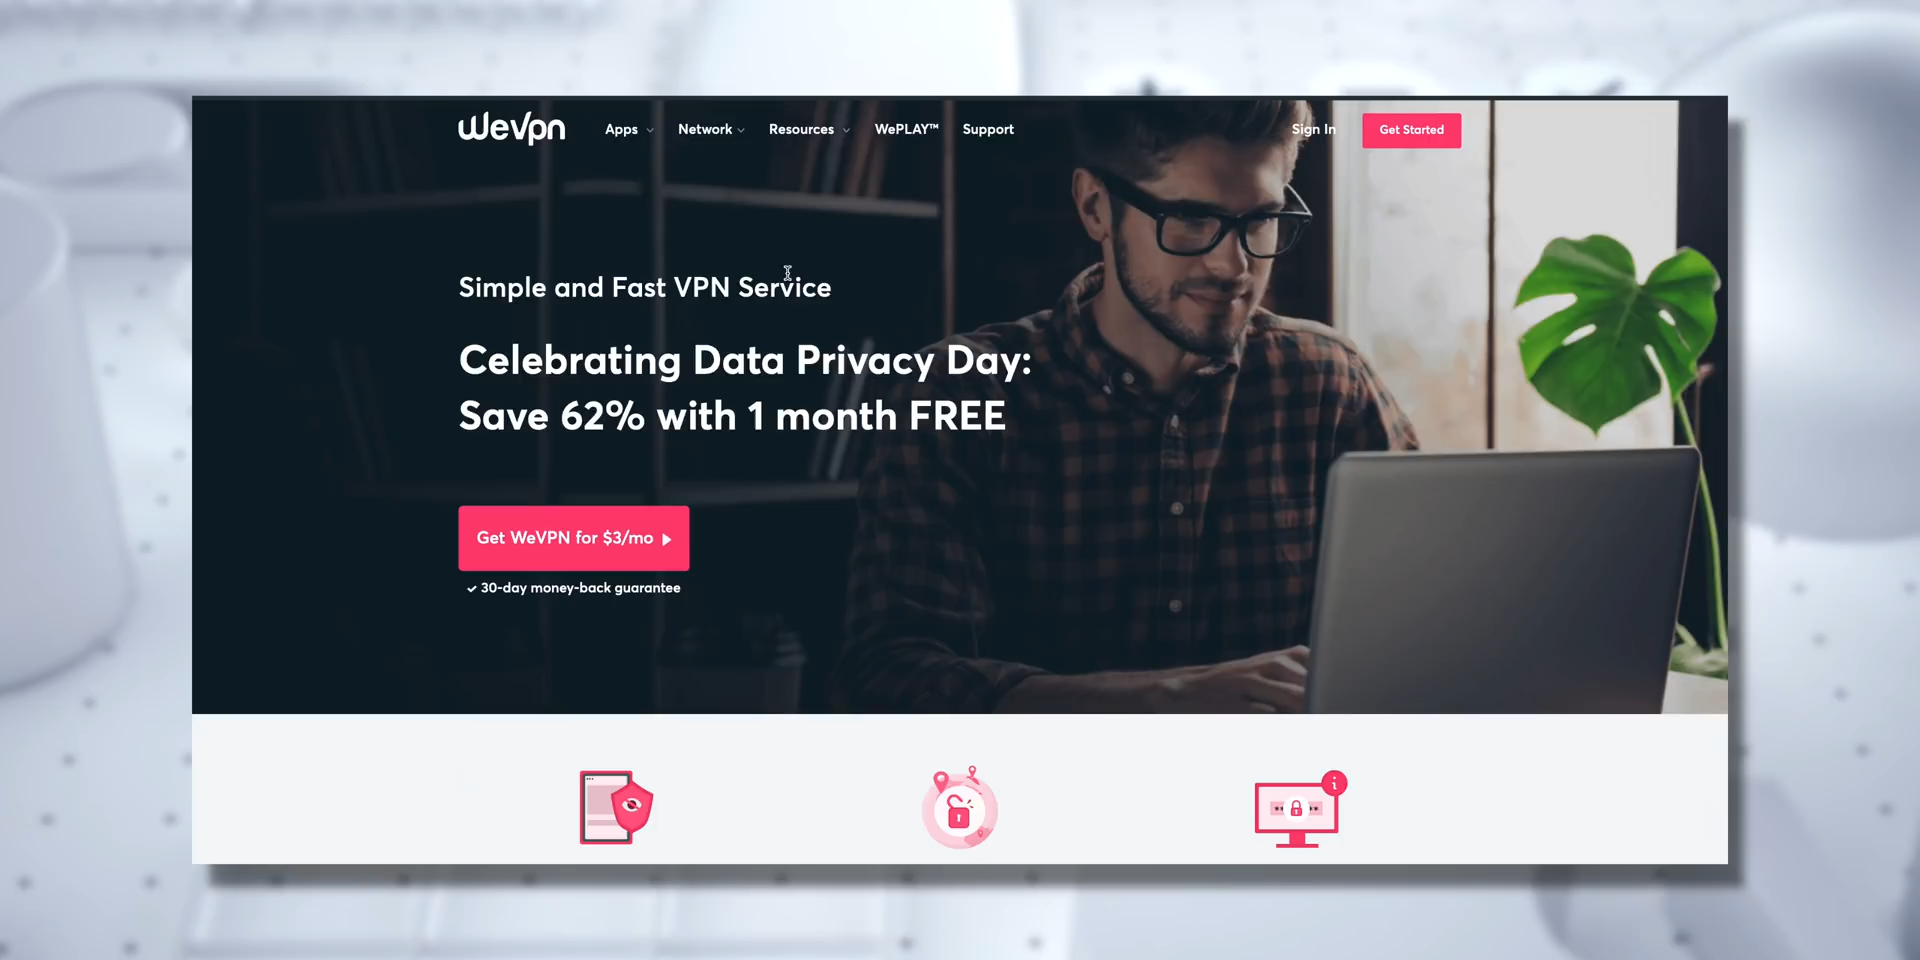 WeVpn
Apps
Network
Resources
WePLAY™
Support
Sign In
Get Started
Simple and Fast VPN Service
Celebrating Data Privacy Day:
Save 62% with 1 month FREE
Get WeVPN for $3/mo
30-day money-back guarantee